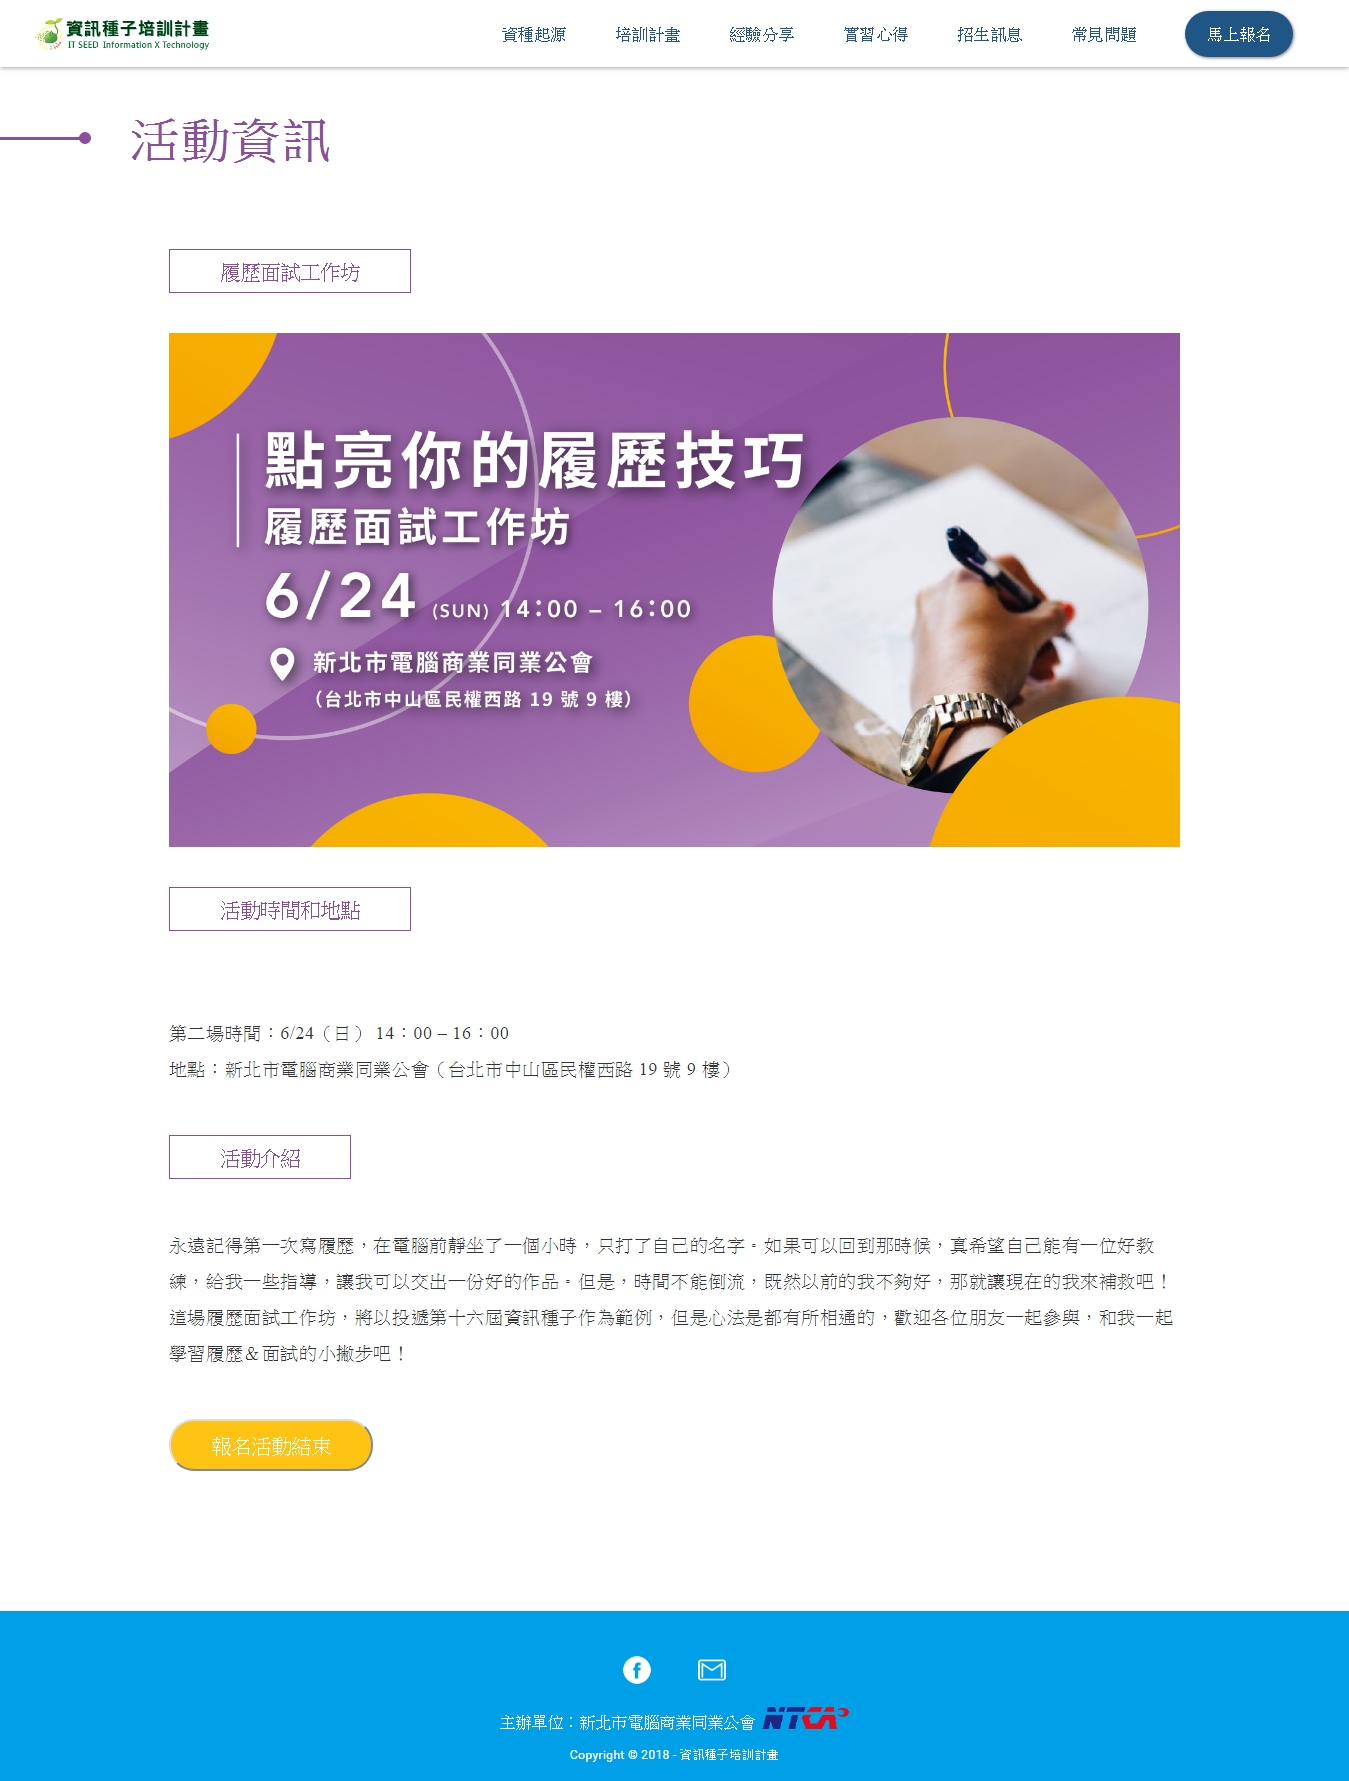 資訊種子培訓計畫
IT SEED Information X Technology
資種起源
培訓計畫
經驗分享
實習心得
招生訊息
常見問題
馬上報名
活動資訊
履歷面試工作坊
點亮你的履歷技巧
履歷面試工作坊
6/24 (SUN) 14:00 – 16:00
新北市電腦商業同業公會
（台北市中山區民權西路 19 號 9 樓）
活動時間和地點
第二場時間：6/24（日） 14：00 – 16：00
地點：新北市電腦商業同業公會（台北市中山區民權西路 19 號 9 樓）
活動介紹
永遠記得第一次寫履歷，在電腦前靜坐了一個小時，只打了自己的名字。如果可以回到那時候，真希望自己能有一位好教
練，給我一些指導，讓我可以交出一份好的作品。但是，時間不能倒流，既然以前的我不夠好，那就讓現在的我來補救吧！
這場履歷面試工作坊，將以投遞第十六屆資訊種子作為範例，但是心法是都有所相通的，歡迎各位朋友一起參與，和我一起
學習履歷＆面試的小撇步吧！
報名活動結束
主辦單位：新北市電腦商業同業公會 NTCA
Copyright © 2018 - 資訊種子培訓計畫